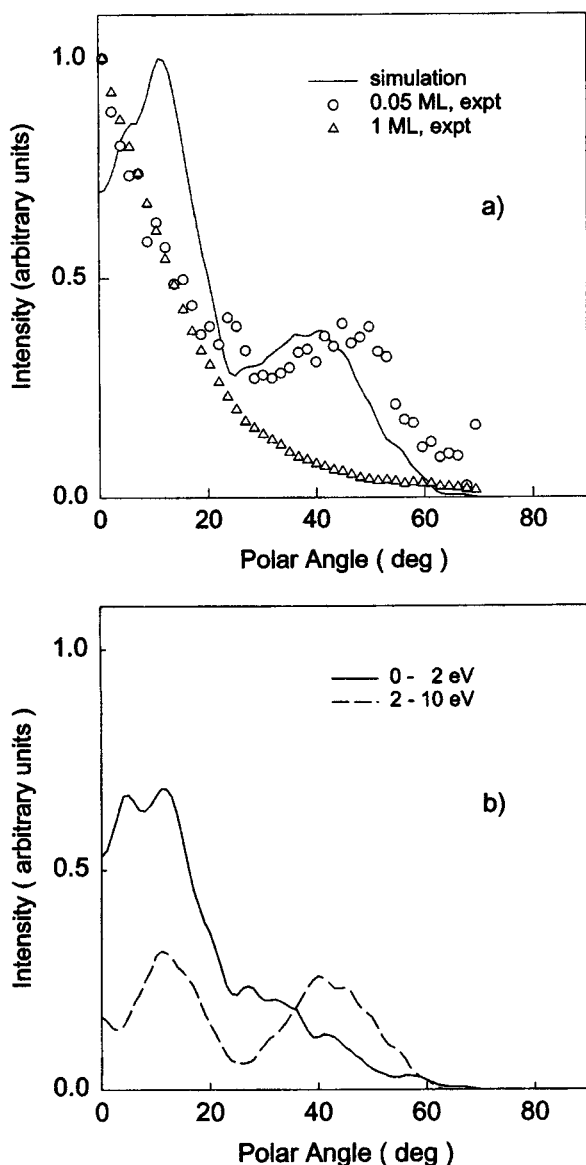 1.0
simulation
0.05 ML, expt
1 ML, expt
a)
0.5
0.0
0 20 40 60 80
Intensity (arbitrary units)
Polar Angle ( deg )
1.0
0 - 2 eV
2 - 10 eV
b)
0.5
0.0
0 20 40 60 80
Intensity ( arbitrary units )
Polar Angle ( deg )